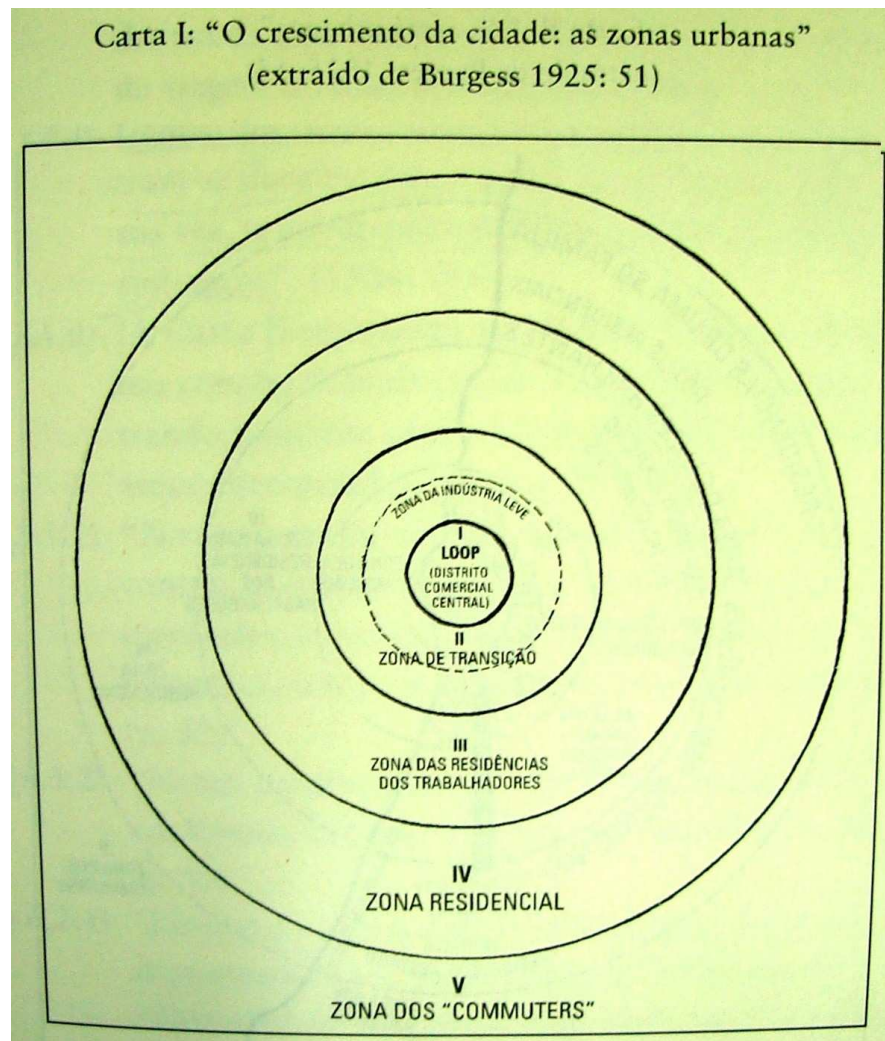 Carta I: “O crescimento da cidade: as zonas urbanas”
(extraído de Burgess 1925: 51)
ZONA DA INDÚSTRIA LEVE
I
LOOP
(DISTRITO
COMERCIAL
CENTRAL)
II
ZONA DE TRANSIÇÃO
III
ZONA DAS RESIDÊNCIAS
DOS TRABALHADORES
IV
ZONA RESIDENCIAL
V
ZONA DOS “COMMUTERS”